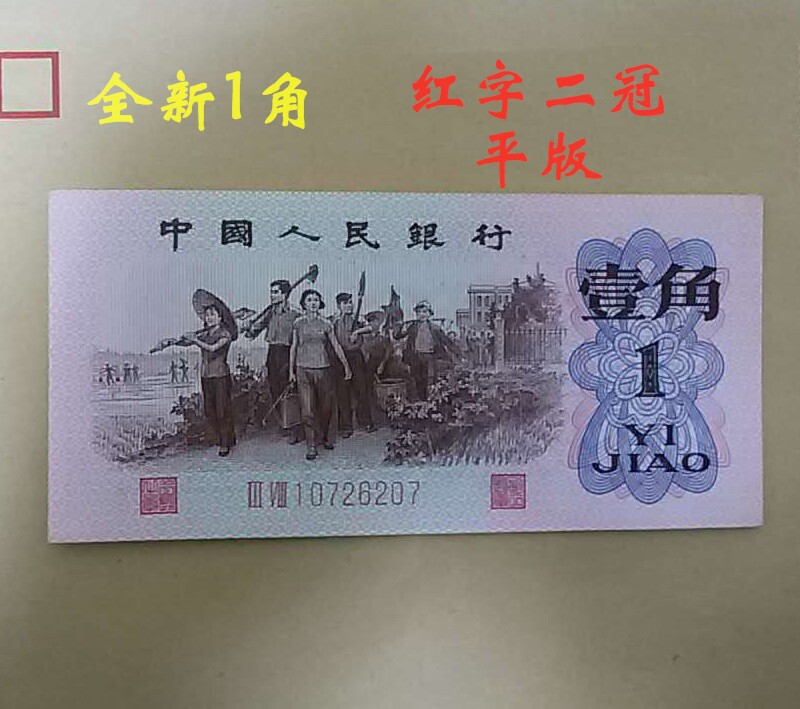 全新1角
红字二冠
平版
中國人民銀行
壹角
1
YI
JIAO
III VIII 10726207